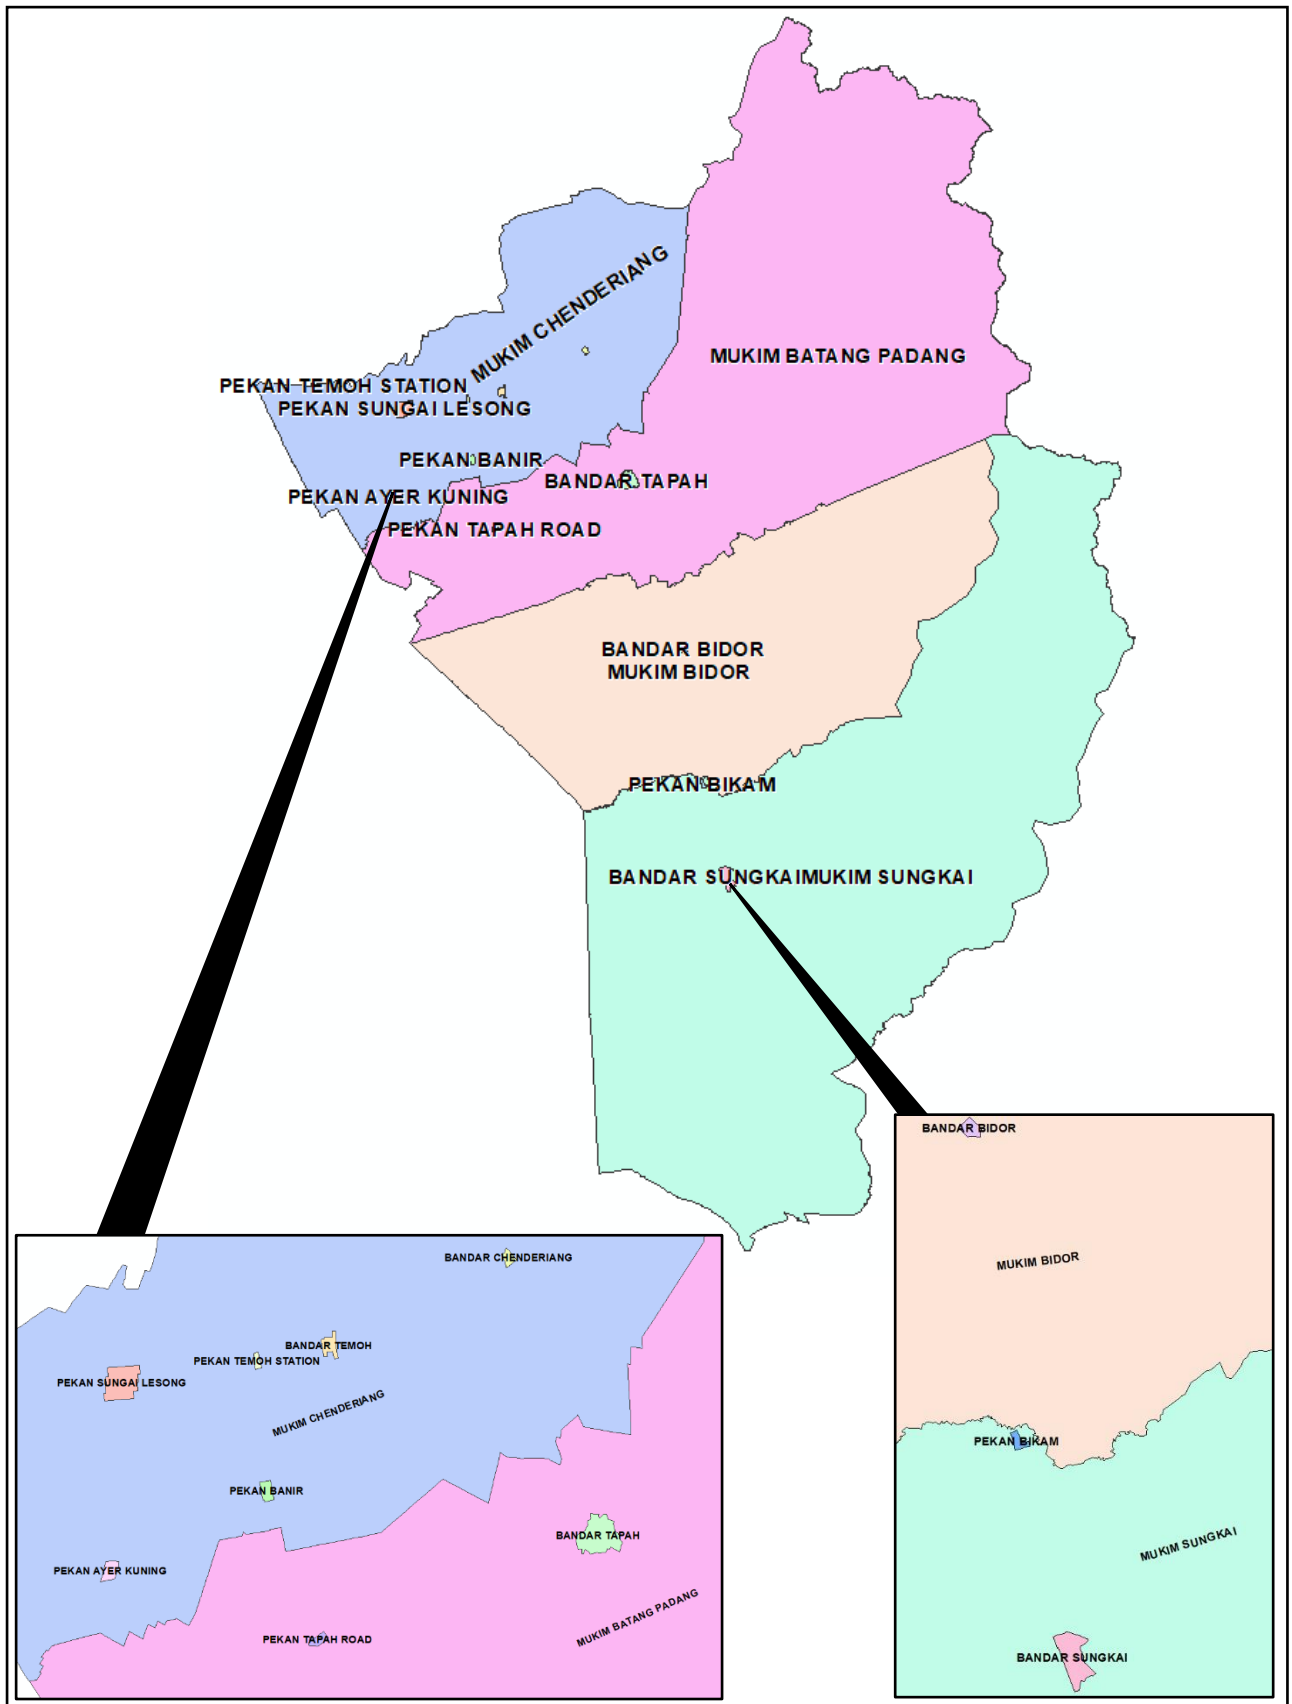 MUKIM CHENDERIANG
MUKIM BATANG PADANG
PEKAN TEMOH STATION
PEKAN SUNGAI LESONG
PEKAN BANIR
BANDAR TAPAH
PEKAN AYER KUNING
PEKAN TAPAH ROAD
BANDAR BIDOR
MUKIM BIDOR
PEKAN BIKAM
BANDAR SUNGKAIMUKIM SUNGKAI
BANDAR CHENDERIANG
BANDAR TEMOH
PEKAN TEMOH STATION
PEKAN SUNGAI LESONG
MUKIM CHENDERIANG
PEKAN BANIR
BANDAR TAPAH
PEKAN AYER KUNING
MUKIM BATANG PADANG
PEKAN TAPAH ROAD
BANDAR BIDOR
MUKIM BIDOR
PEKAN BIKAM
MUKIM SUNGKAI
BANDAR SUNGKAI